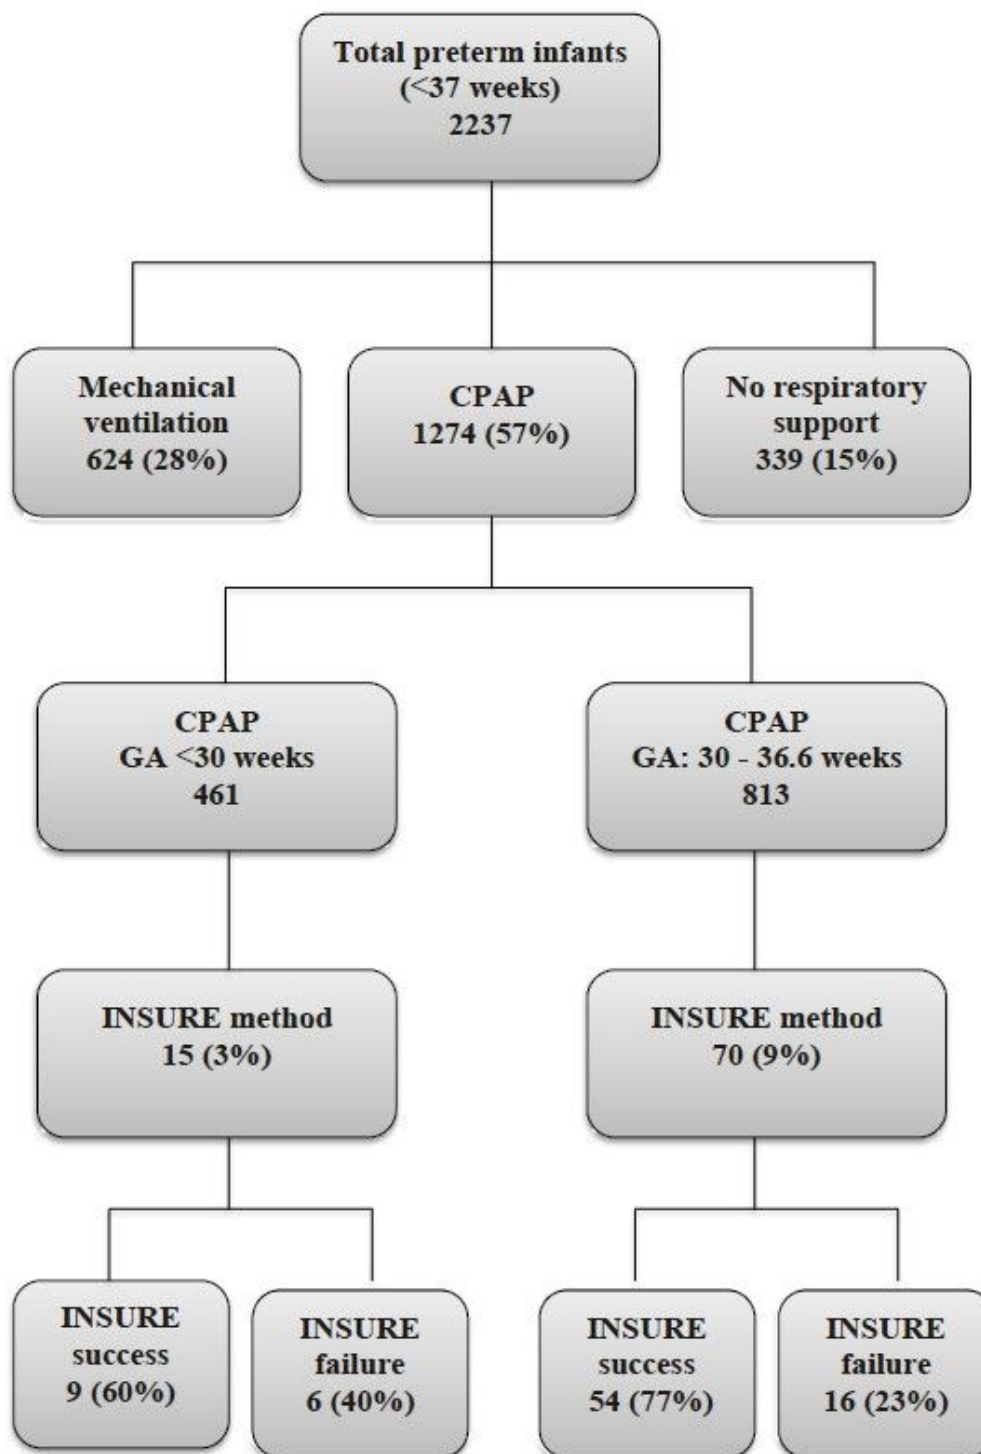 Total preterm infants
(<37 weeks)
2237
Mechanical
ventilation
624 (28%)
CPAP
1274 (57%)
No respiratory
support
339 (15%)
CPAP
GA <30 weeks
461
CPAP
GA: 30 - 36.6 weeks
813
INSURE method
15 (3%)
INSURE method
70 (9%)
INSURE
success
9 (60%)
INSURE
failure
6 (40%)
INSURE
success
54 (77%)
INSURE
failure
16 (23%)